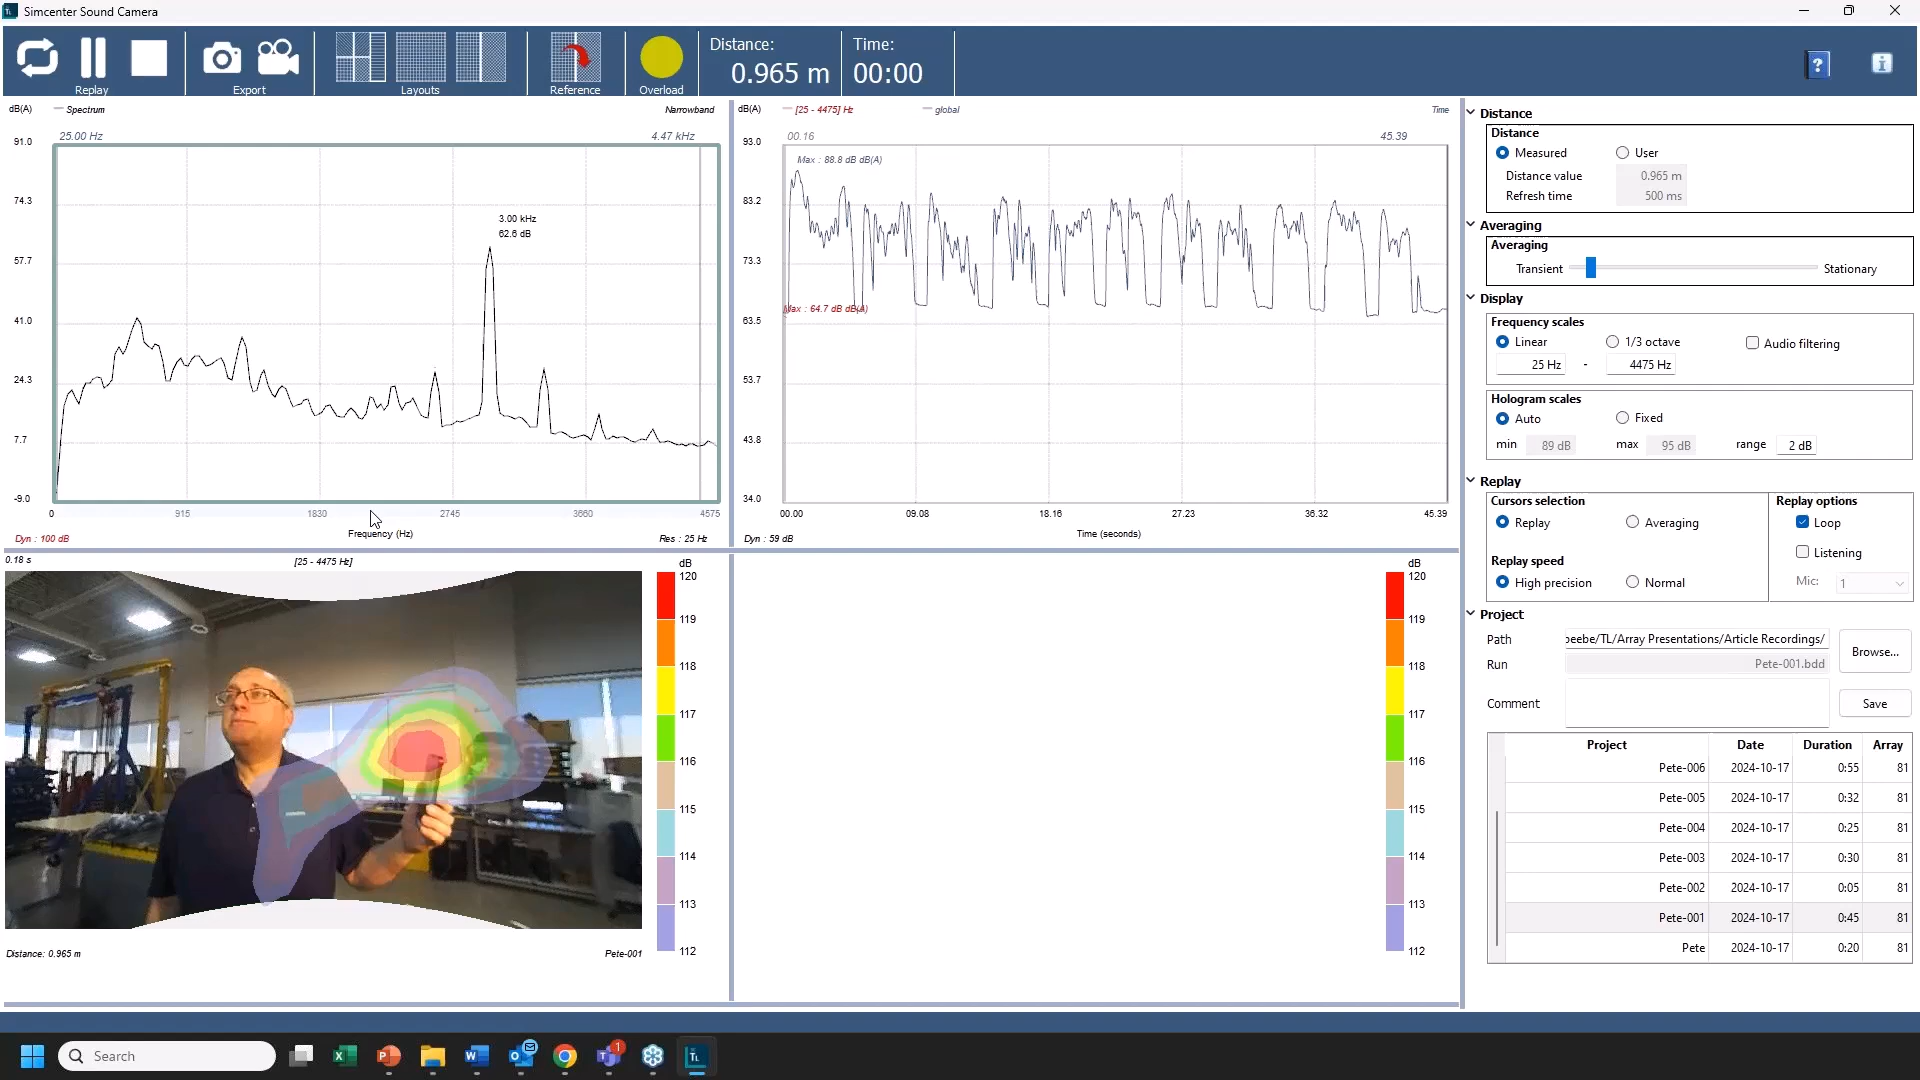 Simcenter Sound Camera
Replay
Export
Layouts
Reference
Overload
Distance:
0.965 m
Time:
00:00
dB(A)
Spectrum
Narrowband
25.00 Hz
4.47 kHz
91.0
74.3
57.7
41.0
24.3
7.7
-9.0
3.00 kHz
62.6 dB
0
915
1830
2745
3660
4575
Frequency (Hz)
Dyn : 100 dB
Res : 25 Hz
dB(A)
[25 - 4475] Hz
global
Time
00.16
45.39
93.0
83.2
73.3
63.5
53.7
43.8
34.0
Max : 88.8 dB dB(A)
Max : 64.7 dB dB(A)
00.00
09.08
18.16
27.23
36.32
45.39
Time (seconds)
Dyn : 59 dB
0.18 s
[25 - 4475 Hz]
dB
120
119
118
117
116
115
114
113
112
Distance: 0.965 m
Pete-001
dB
120
119
118
117
116
115
114
113
112
Distance
Distance
Measured
User
Distance value
0.965 m
Refresh time
500 ms
Averaging
Averaging
Transient
Stationary
Display
Frequency scales
Linear
1/3 octave
Audio filtering
25 Hz - 4475 Hz
Hologram scales
Auto
Fixed
min 89 dB max 95 dB range 2 dB
Replay
Cursors selection
Replay
Averaging
Replay speed
High precision
Normal
Replay options
Loop
Listening
Mic: 1
Project
Path
peebe/TL/Array Presentations/Article Recordings/
Browse...
Run
Pete-001.bdd
Comment
Save
Project Date Duration Array
Pete-006 2024-10-17 0:55 81
Pete-005 2024-10-17 0:32 81
Pete-004 2024-10-17 0:25 81
Pete-003 2024-10-17 0:30 81
Pete-002 2024-10-17 0:05 81
Pete-001 2024-10-17 0:45 81
Pete 2024-10-17 0:20 81
Search
1
TL